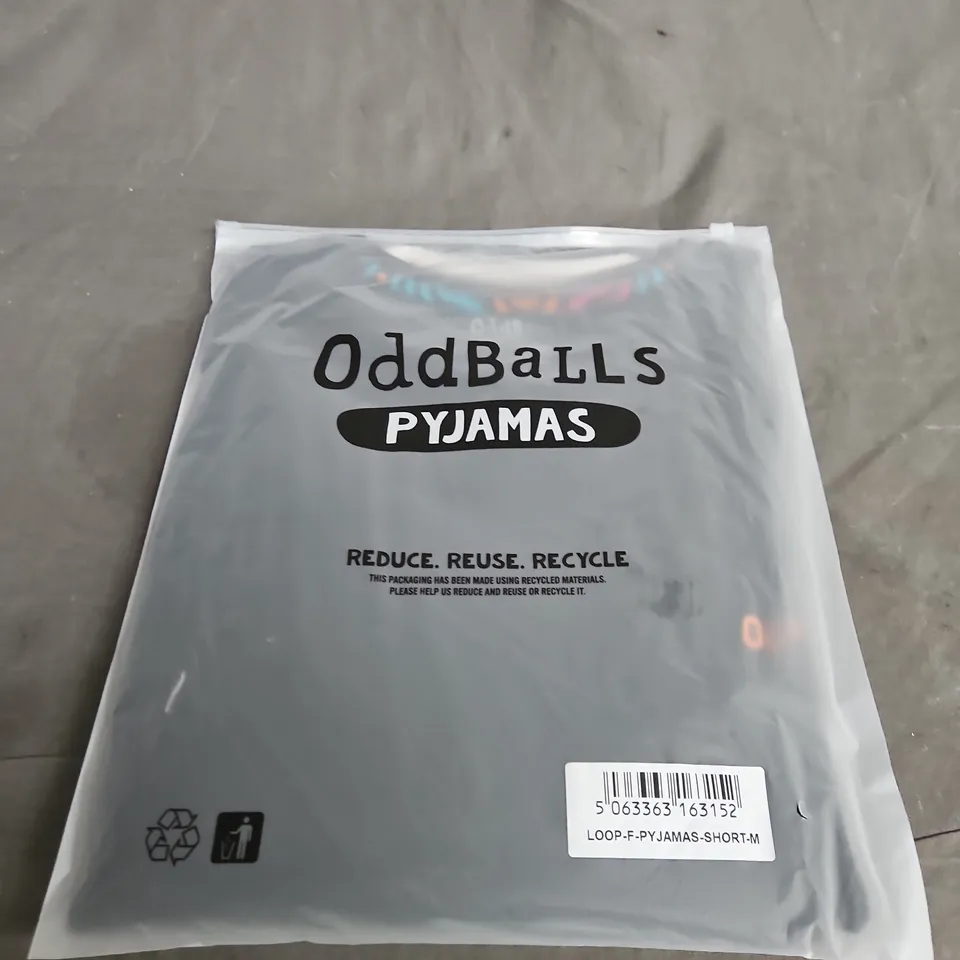 OddBaLLs
PYJAMAS
REDUCE. REUSE. RECYCLE
THIS PACKAGING HAS BEEN MADE USING RECYCLED MATERIALS.
PLEASE HELP US REDUCE AND REUSE OR RECYCLE IT.
5 063363 163152
LOOP-F-PYJAMAS-SHORT-M